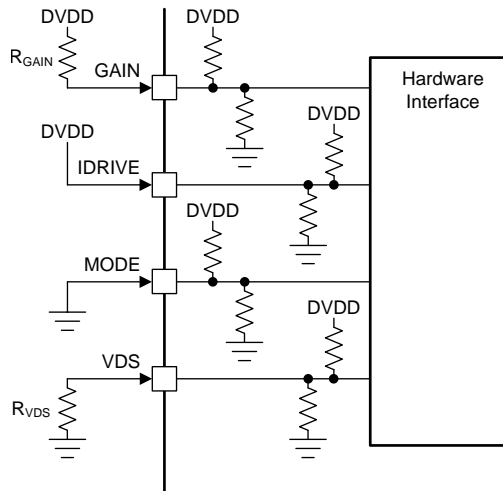 DVDD
DVDD
RGAIN
GAIN
Hardware
Interface
DVDD
DVDD
IDRIVE
DVDD
MODE
DVDD
VDS
RVDS